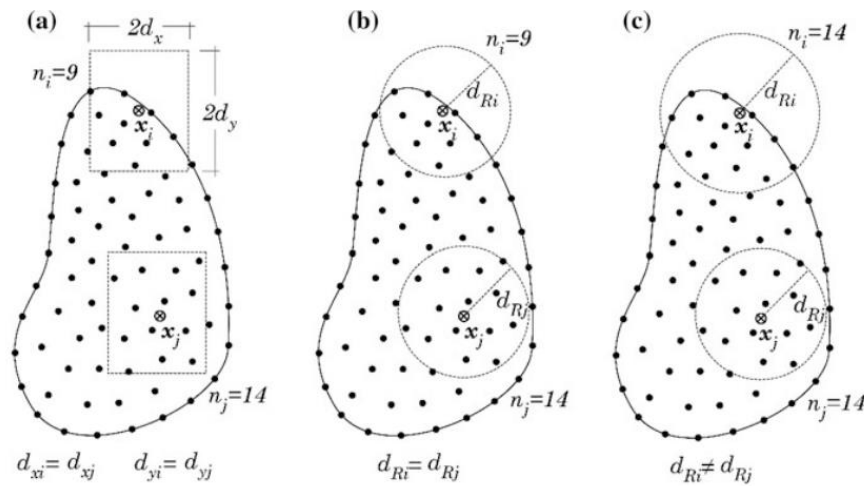 (a)
2d_x
n_i=9
2d_y
x_i
x_j
n_j=14
d_xi = d_xj d_yi = d_yj
(b)
n_i=9
d_Ri
x_i
d_Rj
x_j
n_j=14
d_Ri = d_Rj
(c)
n_i=14
d_Ri
x_i
d_Rj
x_j
n_j=14
d_Ri ≠ d_Rj